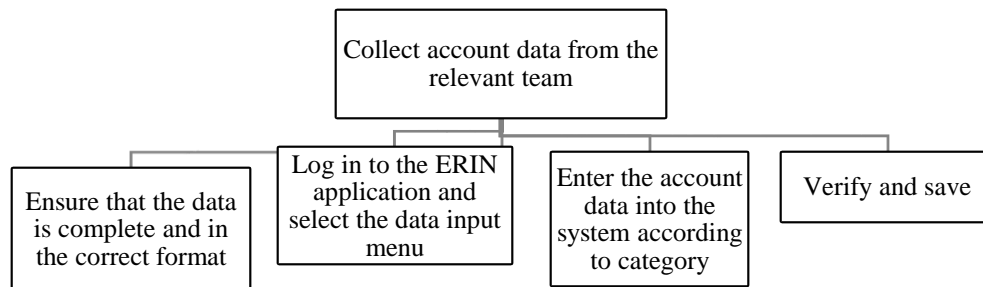 Collect account data from the
relevant team
Ensure that the data
is complete and in
the correct format
Log in to the ERIN
application and
select the data input
menu
Enter the account
data into the
system according
to category
Verify and save